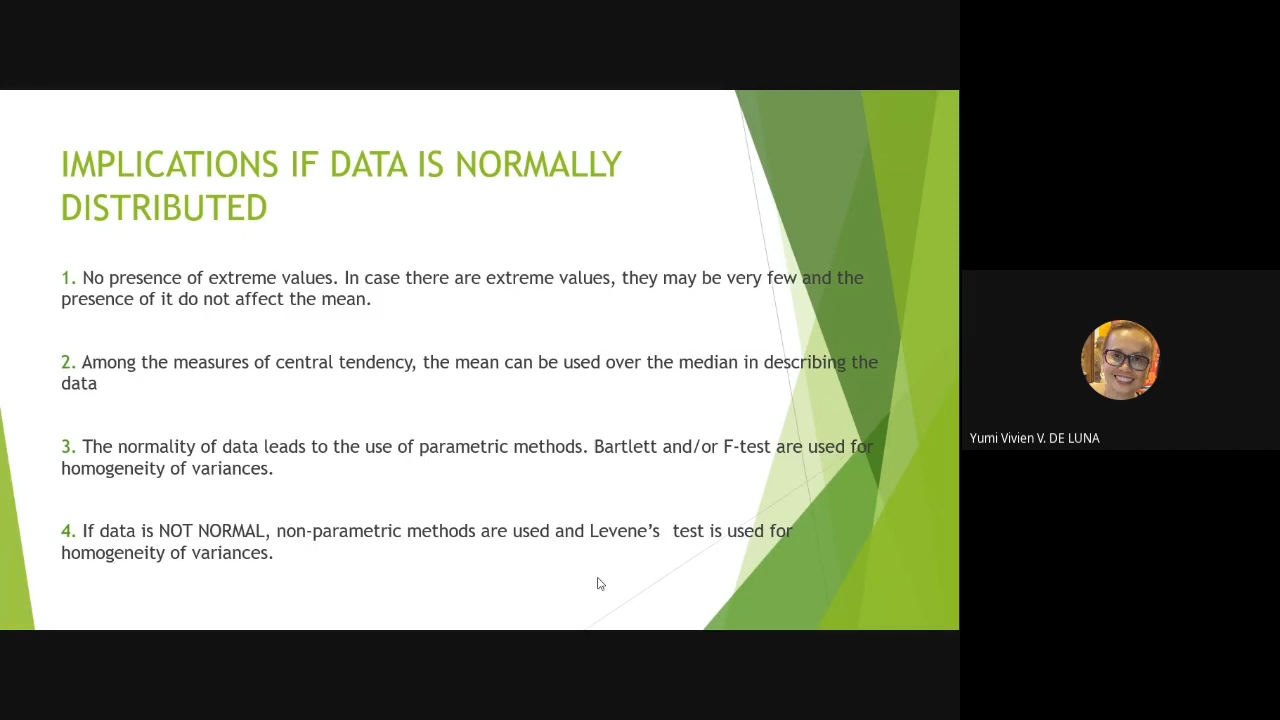 IMPLICATIONS IF DATA IS NORMALLY
DISTRIBUTED
1. No presence of extreme values. In case there are extreme values, they may be very few and the
presence of it do not affect the mean.
2. Among the measures of central tendency, the mean can be used over the median in describing the
data
3. The normality of data leads to the use of parametric methods. Bartlett and/or F-test are used for
homogeneity of variances.
4. If data is NOT NORMAL, non-parametric methods are used and Levene’s test is used for
homogeneity of variances.
Yumi Vivien V. DE LUNA